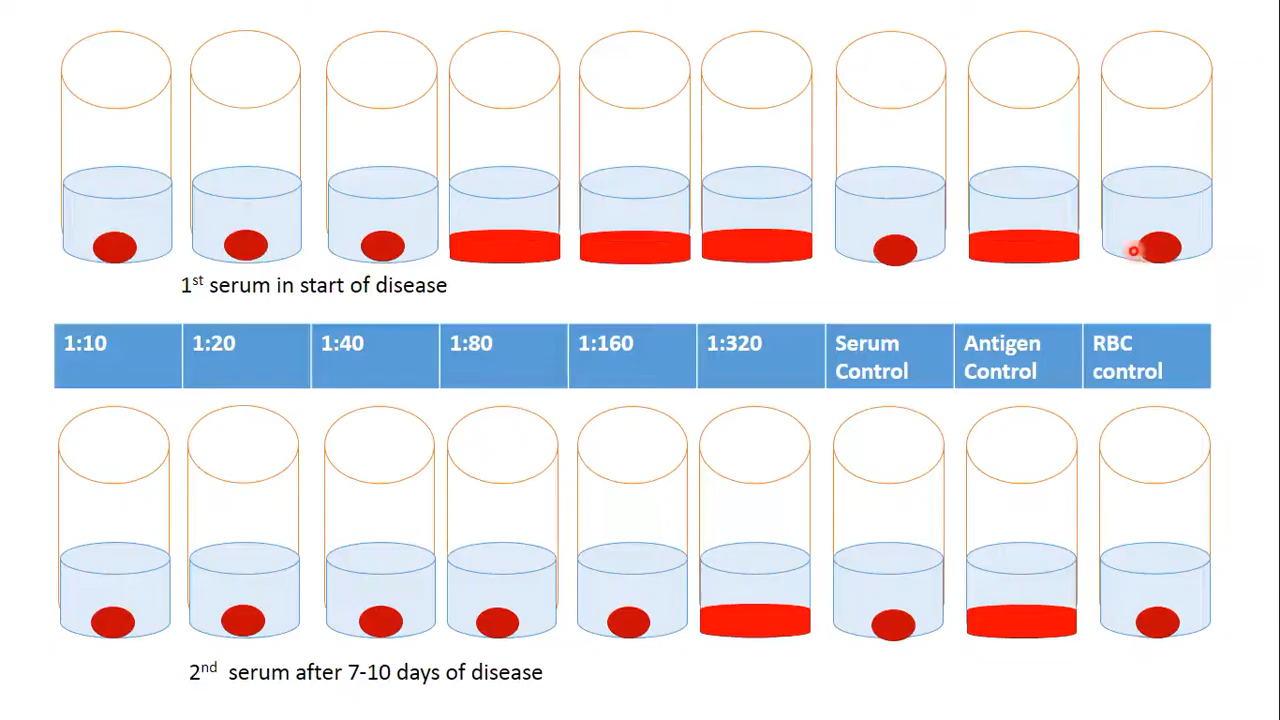 1st serum in start of disease
1:10 1:20 1:40 1:80 1:160 1:320 Serum Control Antigen Control RBC control
2nd serum after 7-10 days of disease